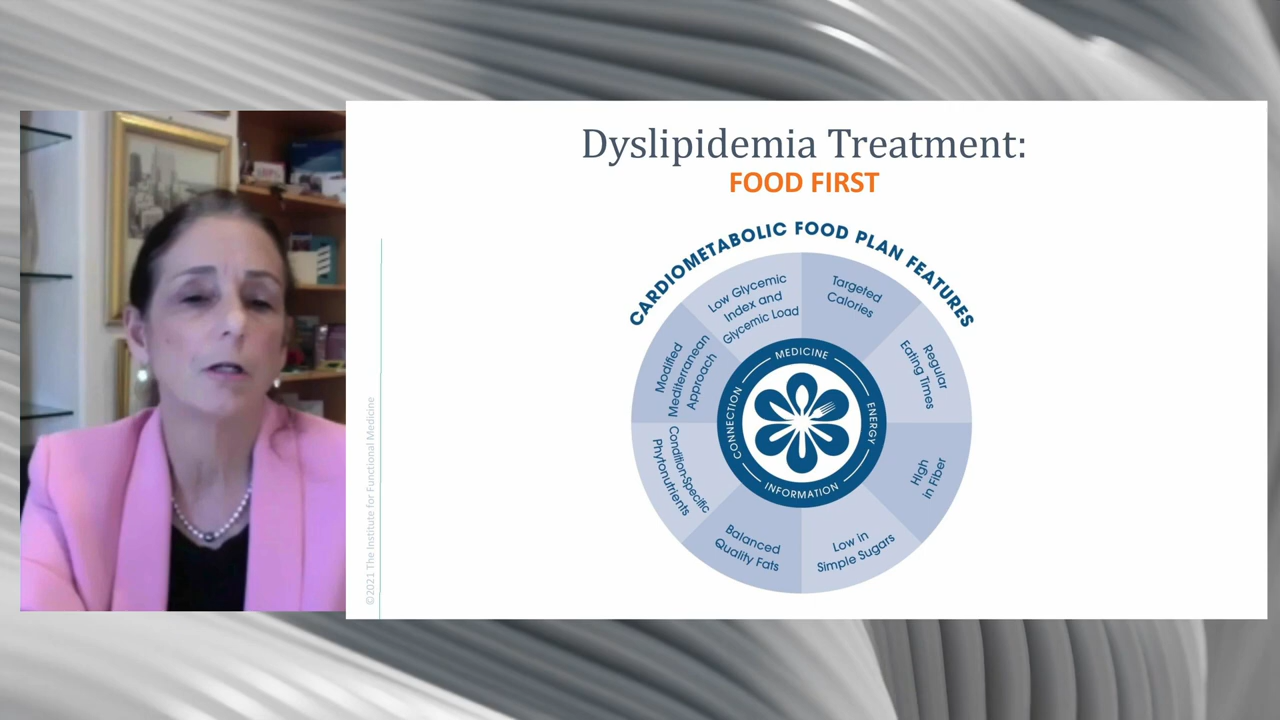 Dyslipidemia Treatment:
FOOD FIRST
CARDIOMETABOLIC FOOD PLAN FEATURES
Targeted
Calories
Regular
Eating Times
High
in Fiber
Low in
Simple Sugars
Balanced
Quality Fats
Condition-Specific
Phytonutrients
Modified
Mediterranean
Approach
Low Glycemic
Index and
Glycemic Load
MEDICINE
ENERGY
INFORMATION
CONNECTION
©2021 The Institute for Functional Medicine